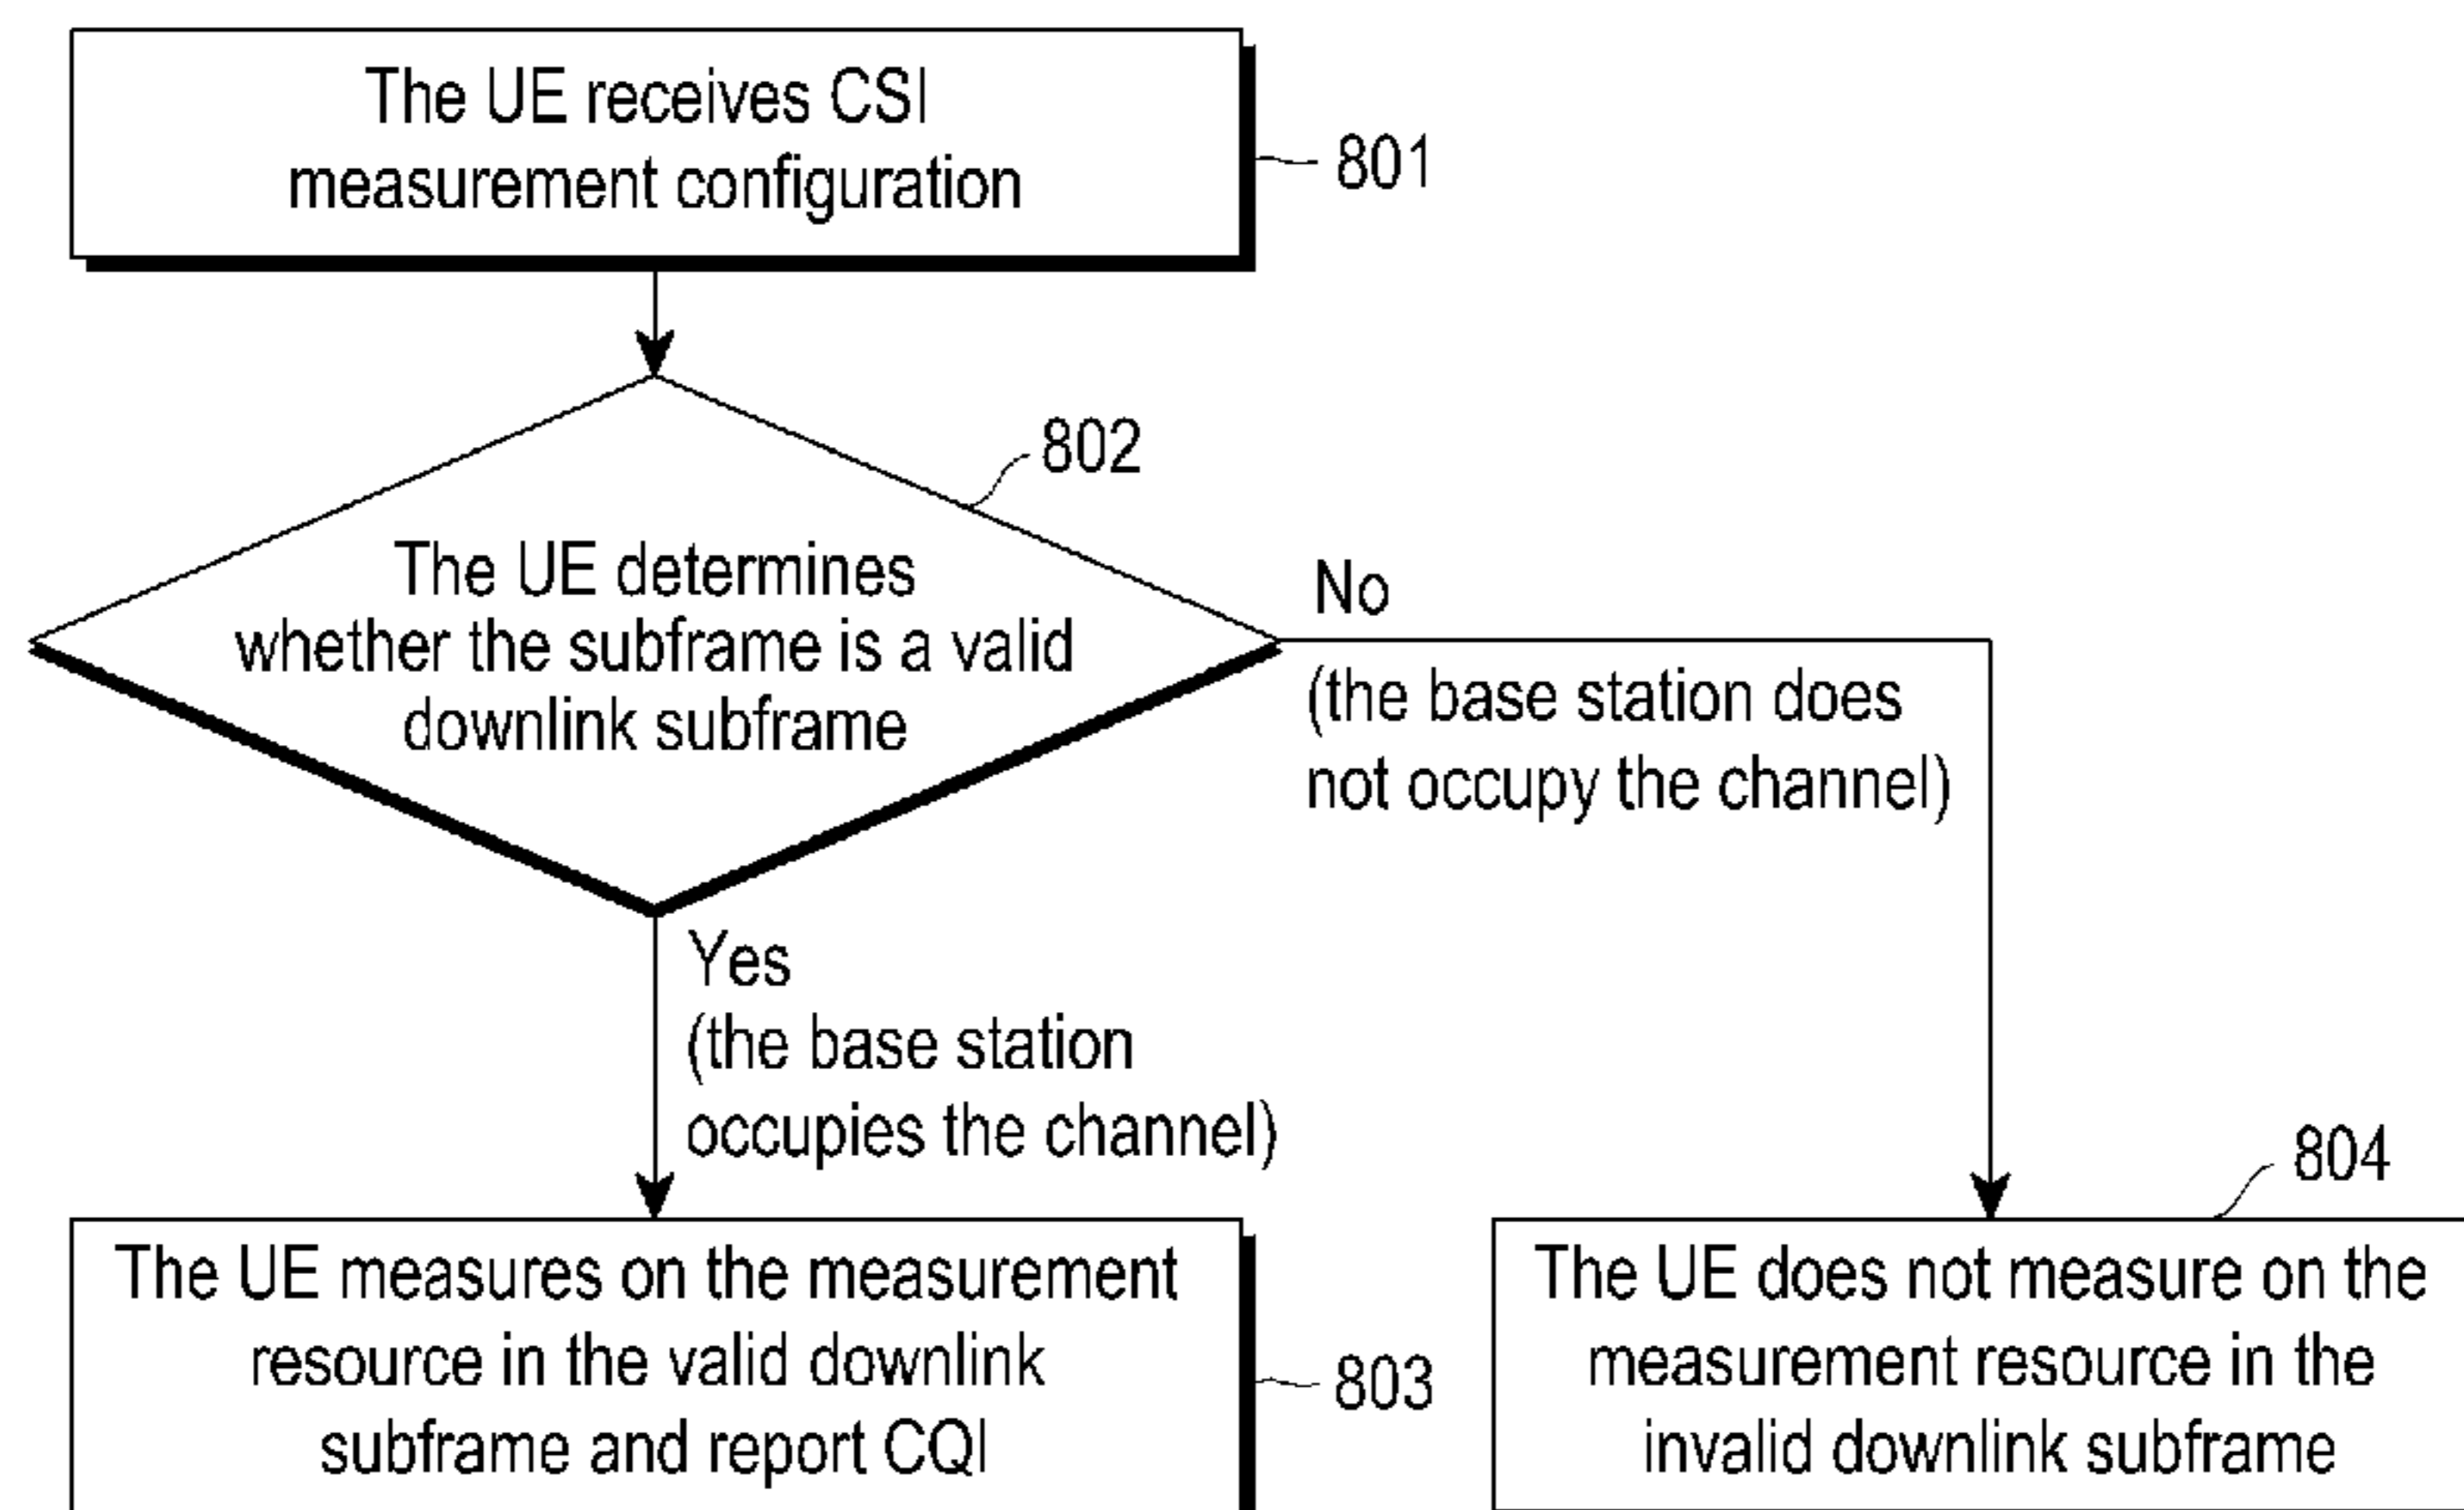 The UE receives CSI
measurement configuration
801
802
The UE determines
whether the subframe is a valid
downlink subframe
No
(the base station does
not occupy the channel)
Yes
(the base station
occupies the channel)
The UE measures on the measurement
resource in the valid downlink
subframe and report CQI
803
804
The UE does not measure on the
measurement resource in the
invalid downlink subframe